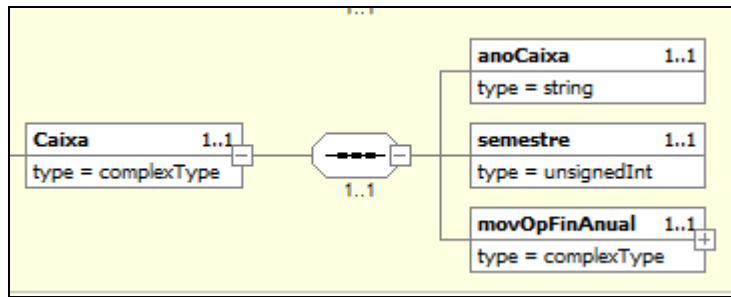 1..1
anoCaixa 1..1
type = string
Caixa 1..1
type = complexType
semestre 1..1
type = unsignedInt
1..1
movOpFinAnual 1..1
type = complexType